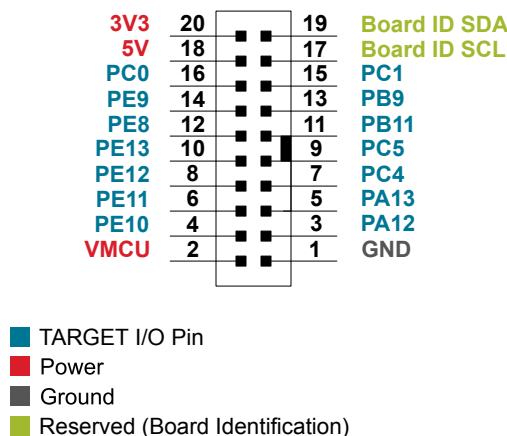 3V3 20 19 Board ID SDA
5V 18 17 Board ID SCL
PC0 16 15 PC1
PE9 14 13 PB9
PE8 12 11 PB11
PE13 10 9 PC5
PE12 8 7 PC4
PE11 6 5 PA13
PE10 4 3 PA12
VMCU 2 1 GND
TARGET I/O Pin
Power
Ground
Reserved (Board Identification)